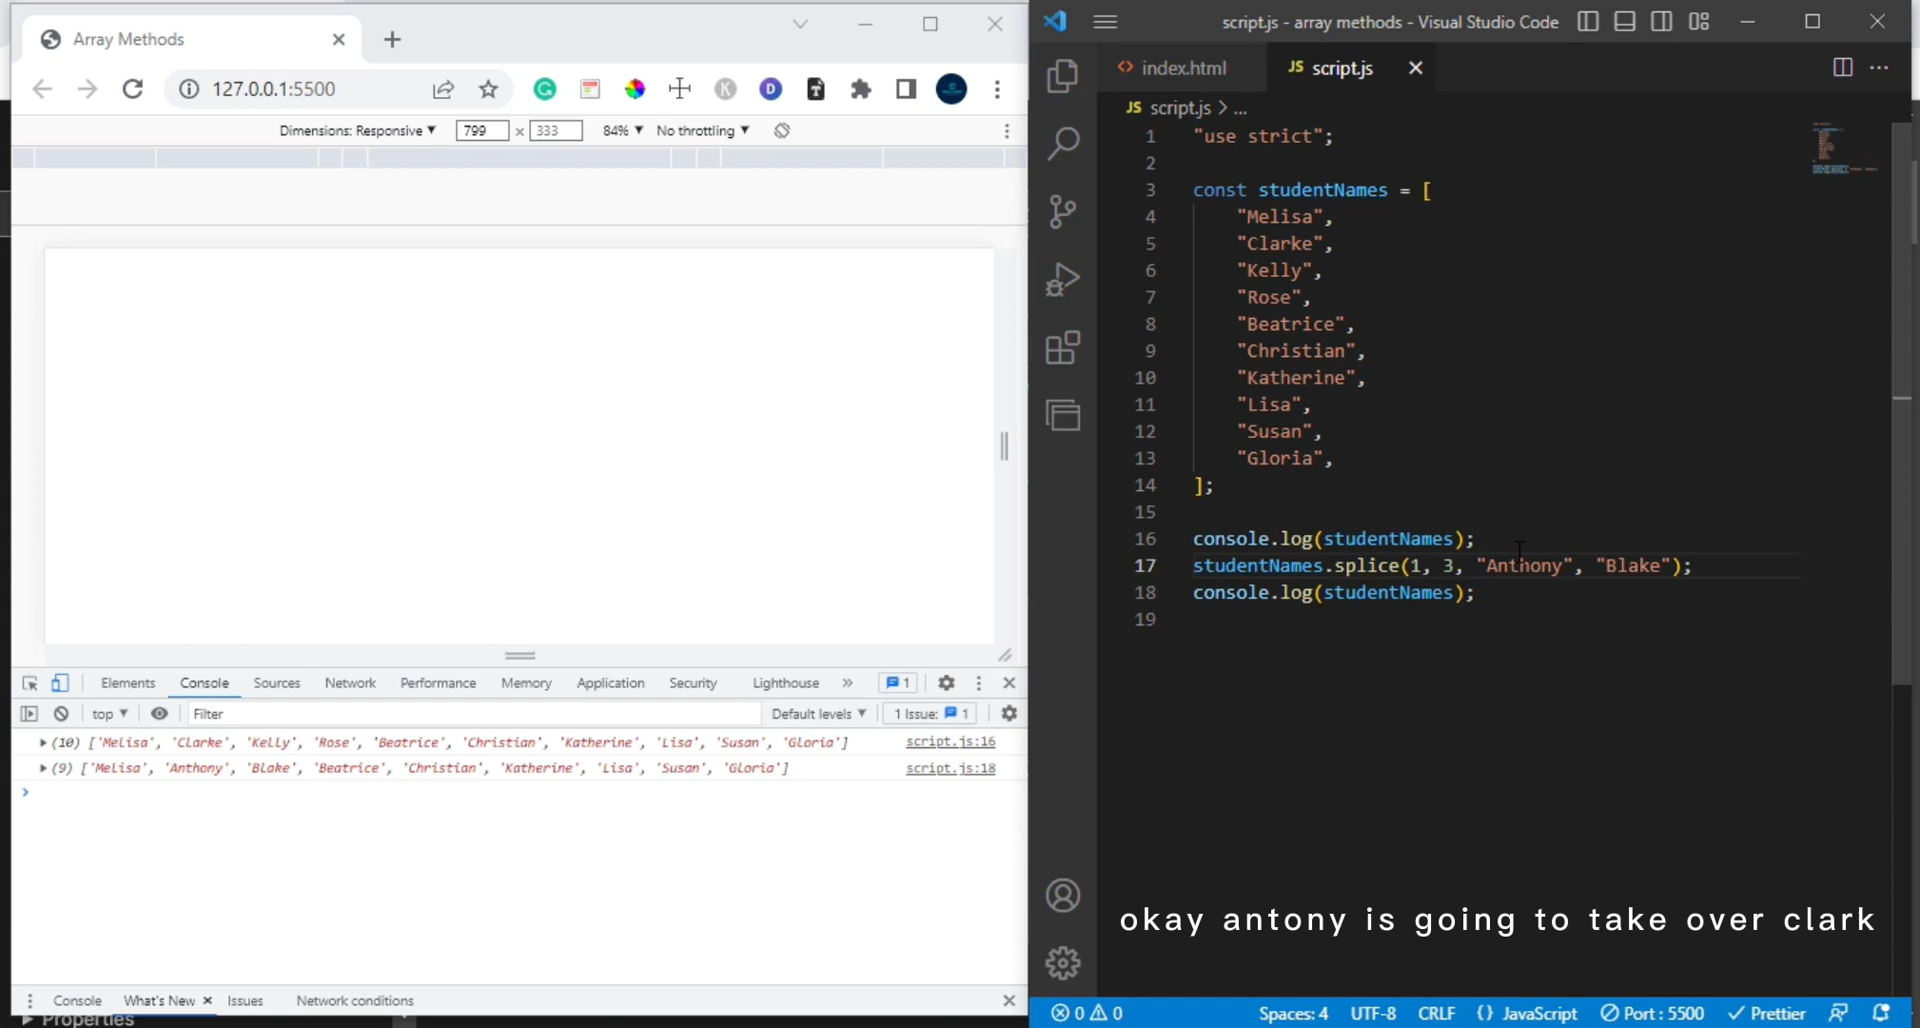 Array Methods
127.0.0.1:5500
Dimensions: Responsive ▼ 799 × 333 84% ▼ No throttling ▼
Elements Console Sources Network Performance Memory Application Security Lighthouse » 1
top ▼ Filter Default levels ▼ 1 Issue: 1
▶(10) ['Melisa', 'Clarke', 'Kelly', 'Rose', 'Beatrice', 'Christian', 'Katherine', 'Lisa', 'Susan', 'Gloria'] script.js:16
▶(9) ['Melisa', 'Anthony', 'Blake', 'Beatrice', 'Christian', 'Katherine', 'Lisa', 'Susan', 'Gloria'] script.js:18
Console What's New × Issues Network conditions
Properties
script.js - array methods - Visual Studio Code
index.html JS script.js
JS script.js > ...
1 "use strict";
2
3 const studentNames = [
4 "Melisa",
5 "Clarke",
6 "Kelly",
7 "Rose",
8 "Beatrice",
9 "Christian",
10 "Katherine",
11 "Lisa",
12 "Susan",
13 "Gloria",
14 ];
15
16 console.log(studentNames);
17 studentNames.splice(1, 3, "Anthony", "Blake");
18 console.log(studentNames);
19
okay antony is going to take over clark
0 0 Spaces: 4 UTF-8 CRLF {} JavaScript Port : 5500 Prettier